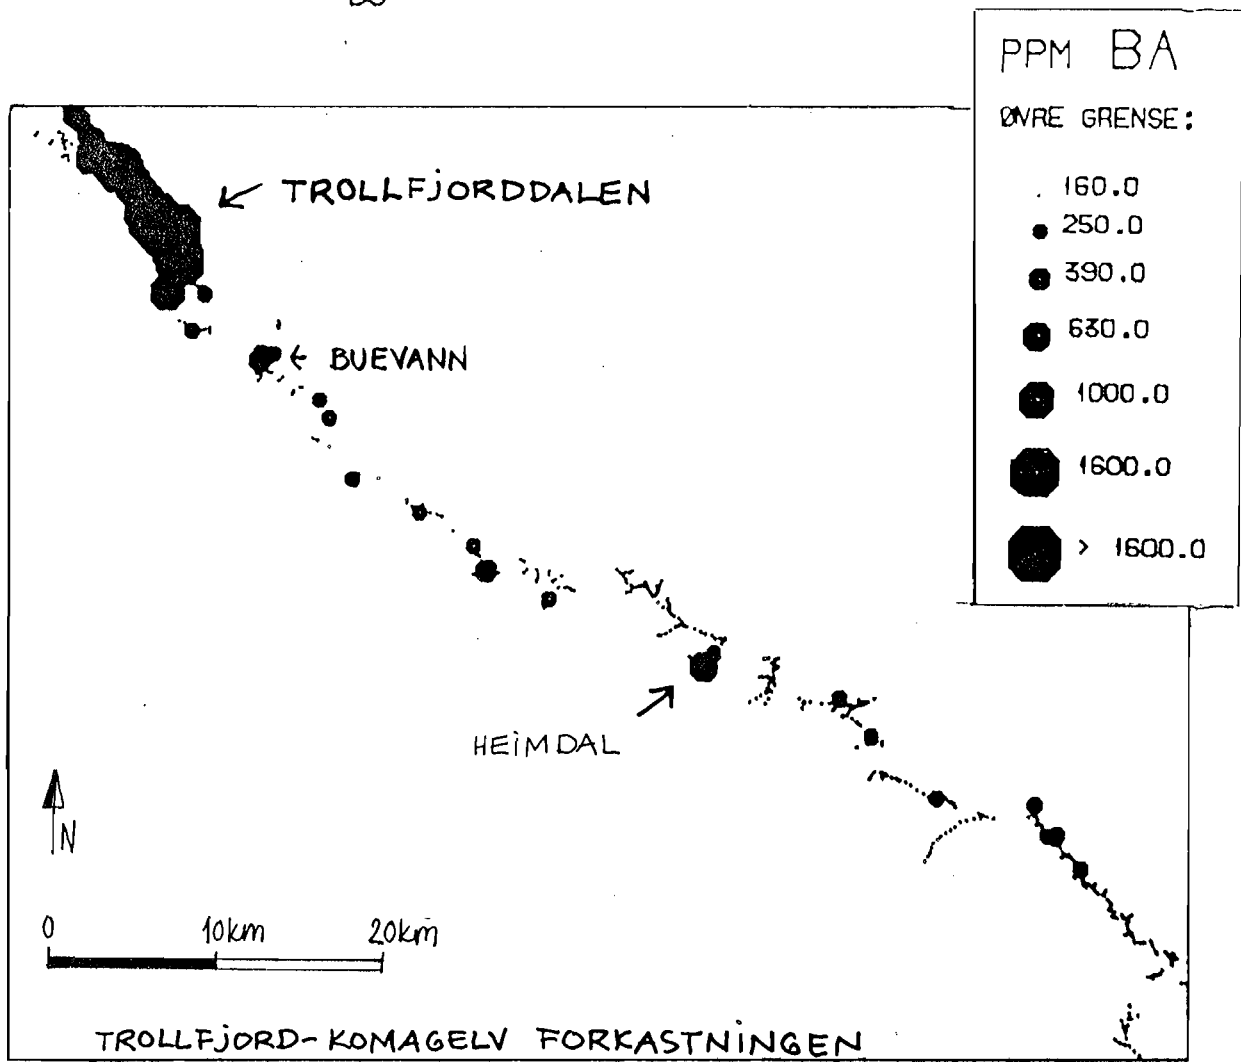 PPM BA
ØVRE GRENSE:
160.0
250.0
390.0
630.0
1000.0
1600.0
> 1600.0
TROLLFJORDDALEN
BUEVANN
HEIMDAL
N
0 10km 20km
TROLLFJORD-KOMAGELV FORKASTNINGEN